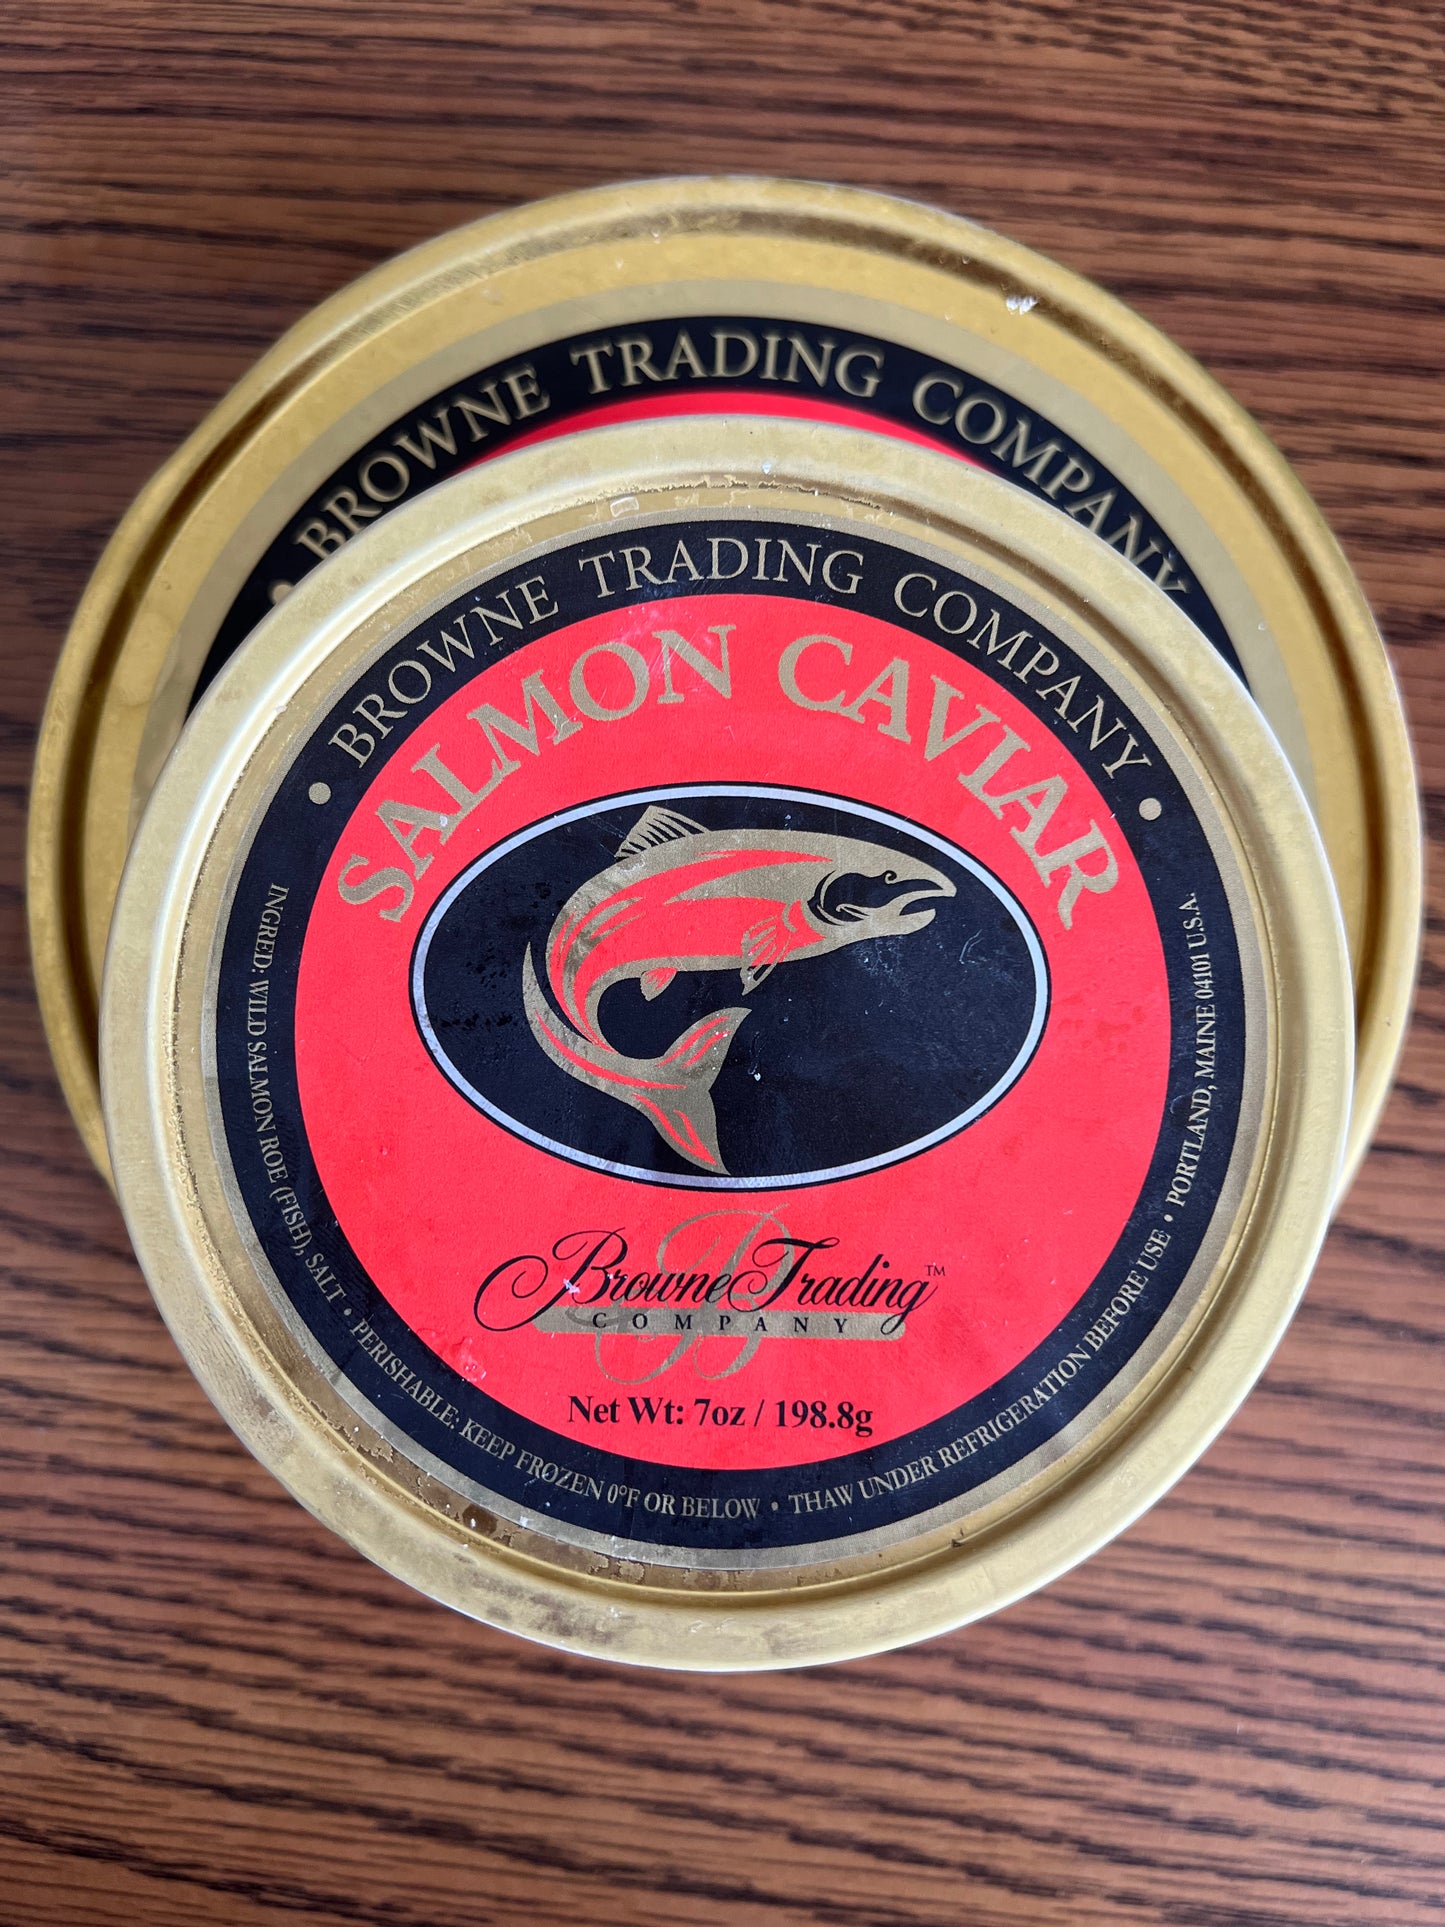 BROWNE TRADING COMPANY
• BROWNE TRADING COMPANY •
SALMON CAVIAR
Browne Trading™
COMPANY
Net Wt: 7oz / 198.8g
INGRED: WILD SALMON ROE (FISH), SALT • PERISHABLE: KEEP FROZEN 0°F OR BELOW • THAW UNDER REFRIGERATION BEFORE USE • PORTLAND, MAINE 04101 U.S.A.